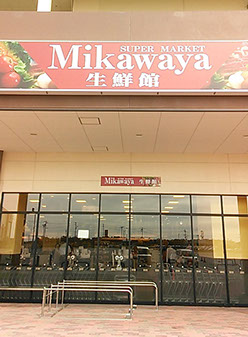 SUPER MARKET
Mikawaya
生鮮館
Mikawaya 生鮮館